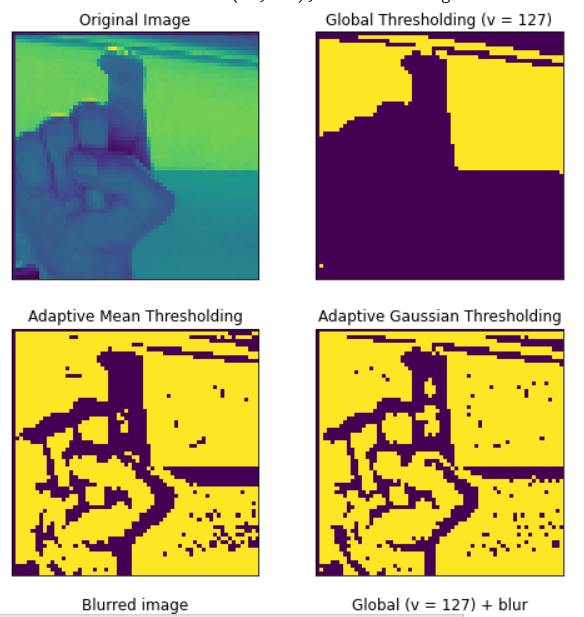 Original Image
Global Thresholding (v = 127)
Adaptive Mean Thresholding
Adaptive Gaussian Thresholding
Blurred image
Global (v = 127) + blur